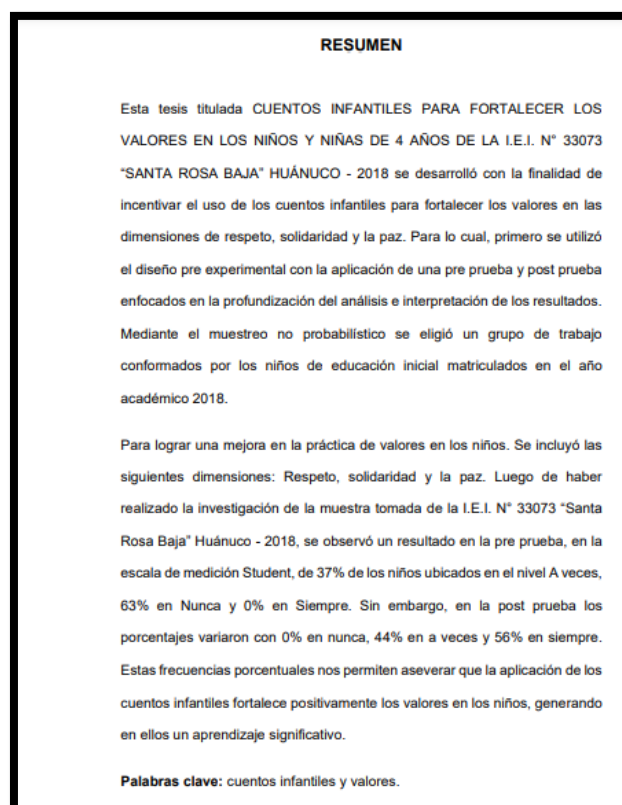 RESUMEN
Esta tesis titulada CUENTOS INFANTILES PARA FORTALECER LOS
VALORES EN LOS NIÑOS Y NIÑAS DE 4 AÑOS DE LA I.E.I. N° 33073
“SANTA ROSA BAJA” HUÁNUCO - 2018 se desarrolló con la finalidad de
incentivar el uso de los cuentos infantiles para fortalecer los valores en las
dimensiones de respeto, solidaridad y la paz. Para lo cual, primero se utilizó
el diseño pre experimental con la aplicación de una pre prueba y post prueba
enfocados en la profundización del análisis e interpretación de los resultados.
Mediante el muestreo no probabilístico se eligió un grupo de trabajo
conformados por los niños de educación inicial matriculados en el año
académico 2018.
Para lograr una mejora en la práctica de valores en los niños. Se incluyó las
siguientes dimensiones: Respeto, solidaridad y la paz. Luego de haber
realizado la investigación de la muestra tomada de la I.E.I. N° 33073 “Santa
Rosa Baja” Huánuco - 2018, se observó un resultado en la pre prueba, en la
escala de medición Student, de 37% de los niños ubicados en el nivel A veces,
63% en Nunca y 0% en Siempre. Sin embargo, en la post prueba los
porcentajes variaron con 0% en nunca, 44% en a veces y 56% en siempre.
Estas frecuencias porcentuales nos permiten aseverar que la aplicación de los
cuentos infantiles fortalece positivamente los valores en los niños, generando
en ellos un aprendizaje significativo.
Palabras clave: cuentos infantiles y valores.